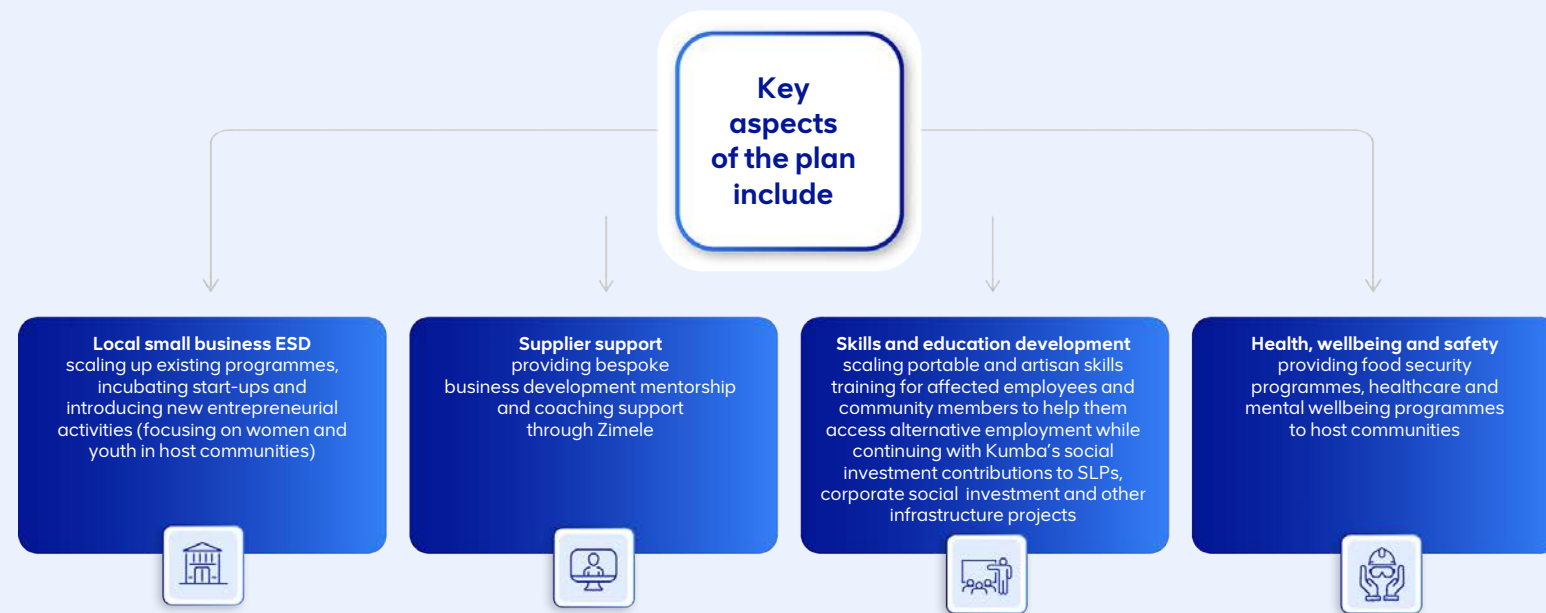 Key
aspects
of the plan
include
Local small business ESD
scaling up existing programmes,
incubating start-ups and
introducing new entrepreneurial
activities (focusing on women and
youth in host communities)
Supplier support
providing bespoke
business development mentorship
and coaching support
through Zimele
Skills and education development
scaling portable and artisan skills
training for affected employees and
community members to help them
access alternative employment while
continuing with Kumba’s social
investment contributions to SLPs,
corporate social investment and other
infrastructure projects
Health, wellbeing and safety
providing food security
programmes, healthcare and
mental wellbeing programmes
to host communities